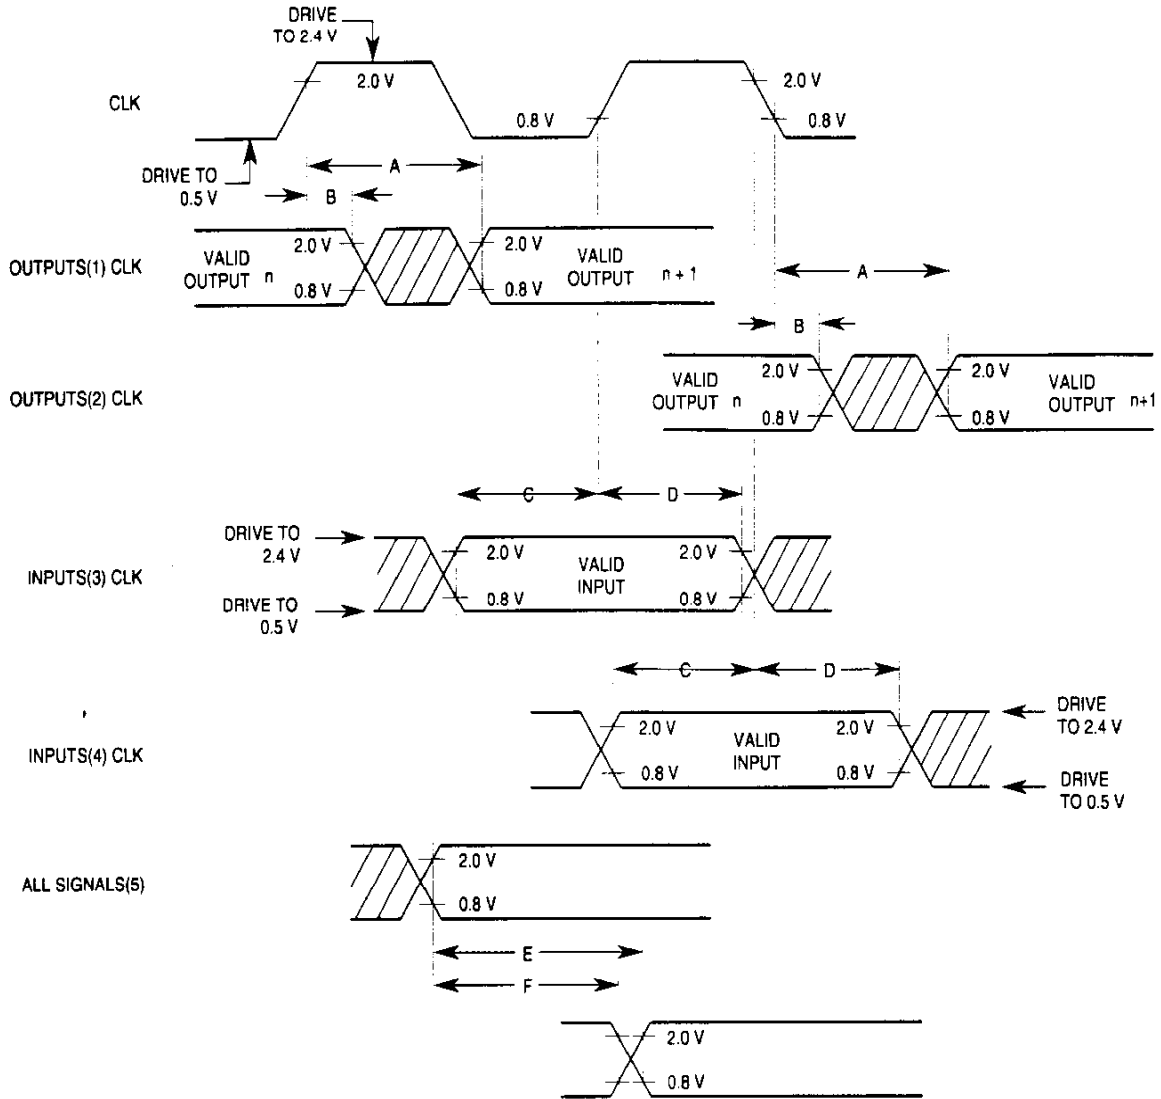 DRIVE
TO 2.4 V
2.0 V
2.0 V
CLK
0.8 V
0.8 V
DRIVE TO
0.5 V
A
B
OUTPUTS(1) CLK
VALID
OUTPUT n
2.0 V
0.8 V
2.0 V
0.8 V
VALID
OUTPUT n + 1
A
B
OUTPUTS(2) CLK
VALID
OUTPUT n
2.0 V
0.8 V
2.0 V
0.8 V
VALID
OUTPUT n+1
C
D
DRIVE TO
2.4 V
INPUTS(3) CLK
DRIVE TO
0.5 V
2.0 V
0.8 V
VALID
INPUT
2.0 V
0.8 V
C
D
INPUTS(4) CLK
2.0 V
0.8 V
VALID
INPUT
2.0 V
0.8 V
DRIVE
TO 2.4 V
DRIVE
TO 0.5 V
ALL SIGNALS(5)
2.0 V
0.8 V
E
F
2.0 V
0.8 V